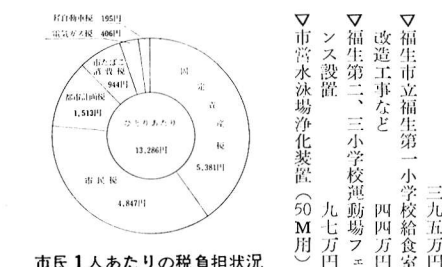 三九五万円
▽福生市立福生第一小学校給食室
改造工事など　四四万円
▽福生第二、三小学校運動場フェ
ンス設置　九七万円
▽市営水泳場浄化装置（50M用）
軽自動車税 195円
電気ガス税 406円
市たばこ
消費税
944円
都市計画税
1,513円
市民税
4,847円
固定資産税
5,381円
ひとりあたり
13,286円
市民1人あたりの税負担状況